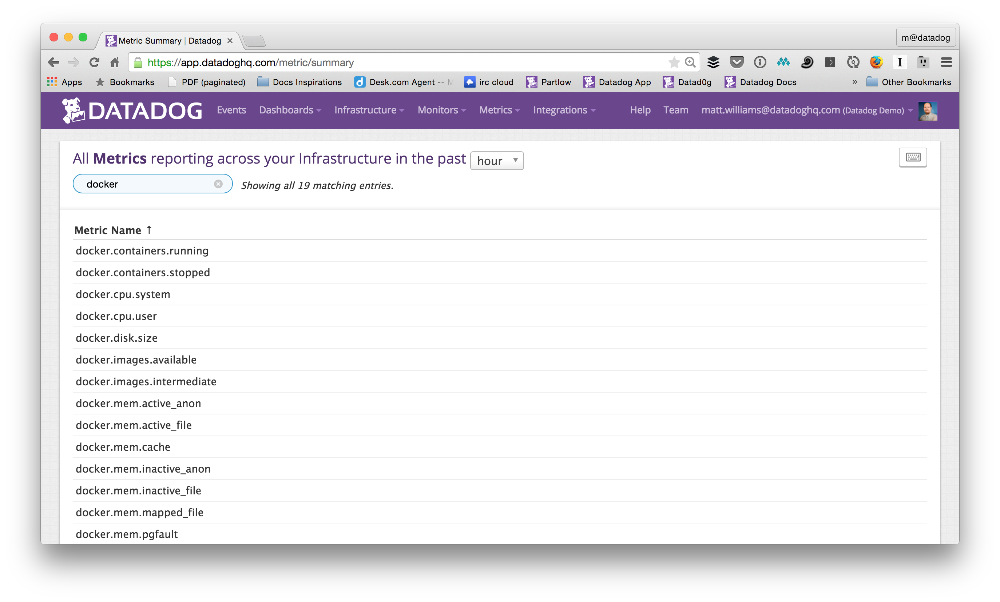 Metric Summary | Datadog
m@datadog
https://app.datadoghq.com/metric/summary
Apps Bookmarks PDF (paginated) Docs Inspirations Desk.com Agent -- M irc cloud Partlow Datadog App Datad0g Datadog Docs » Other Bookmarks
DATADOG Events Dashboards Infrastructure Monitors Metrics Integrations Help Team matt.williams@datadoghq.com (Datadog Demo)
All Metrics reporting across your Infrastructure in the past hour
docker Showing all 19 matching entries.
Metric Name ↑
docker.containers.running
docker.containers.stopped
docker.cpu.system
docker.cpu.user
docker.disk.size
docker.images.available
docker.images.intermediate
docker.mem.active_anon
docker.mem.active_file
docker.mem.cache
docker.mem.inactive_anon
docker.mem.inactive_file
docker.mem.mapped_file
docker.mem.pgfault